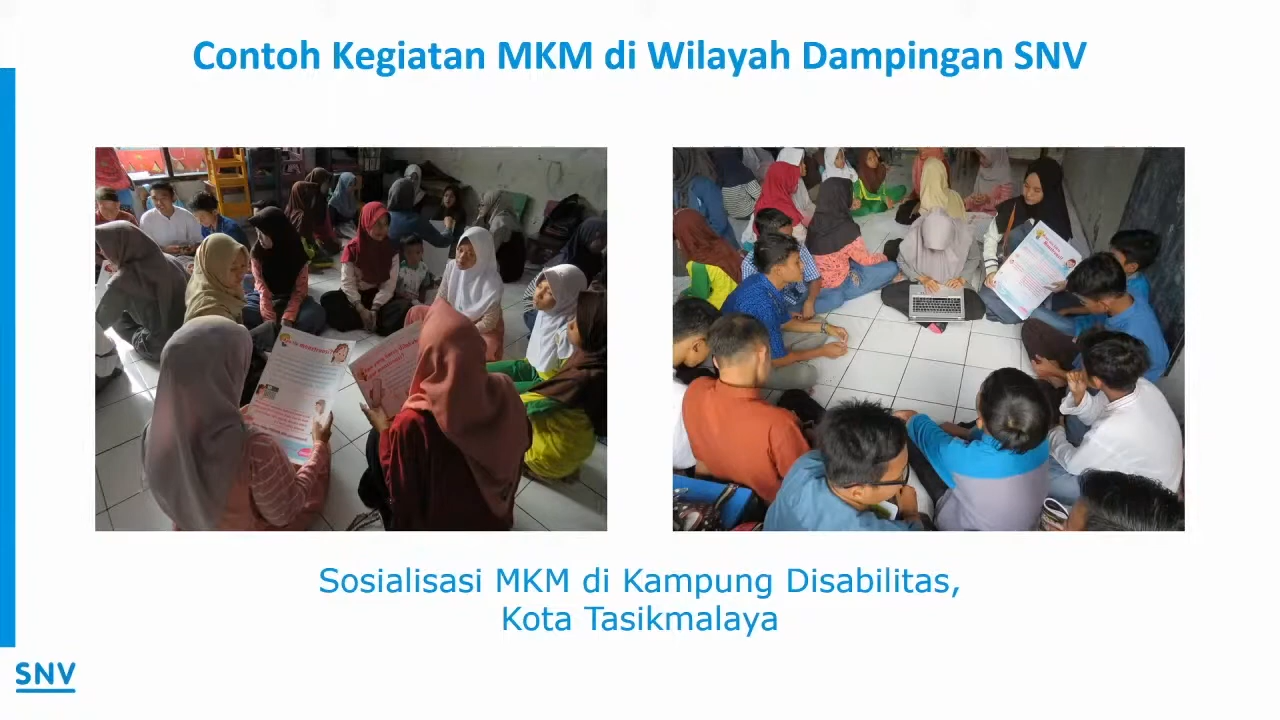 Contoh Kegiatan MKM di Wilayah Dampingan SNV
Sosialisasi MKM di Kampung Disabilitas,
Kota Tasikmalaya
SNV